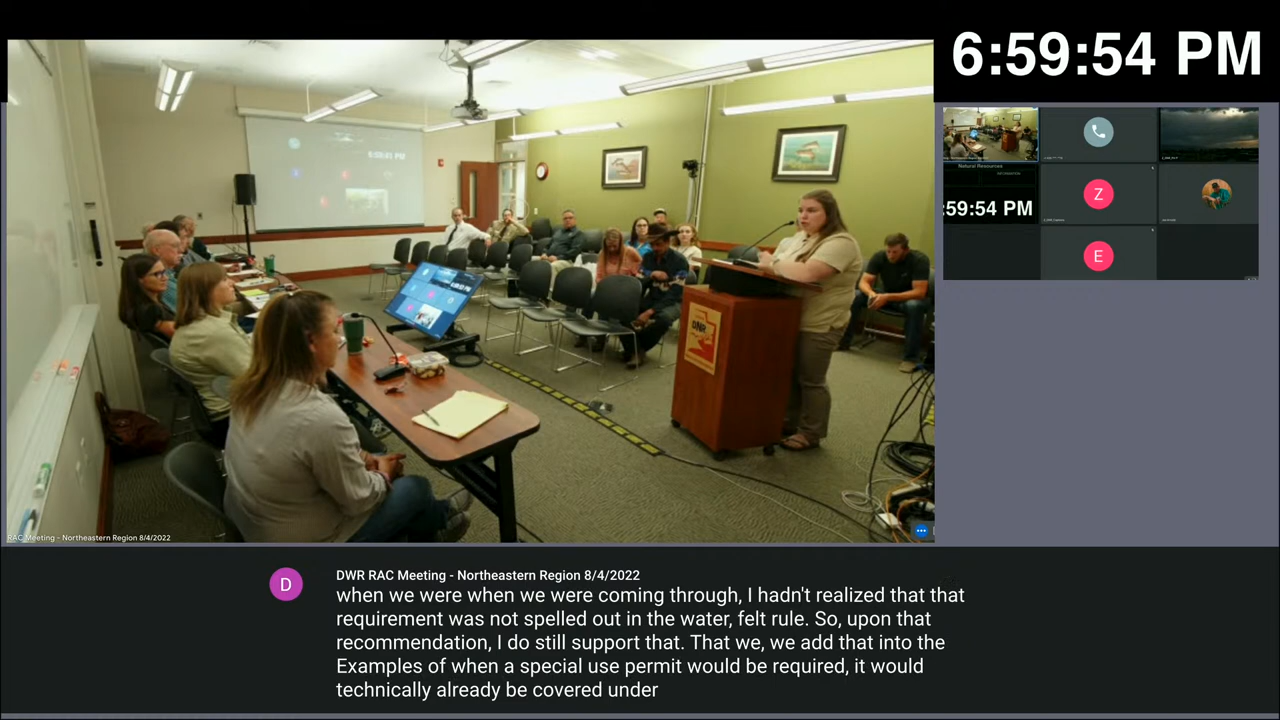 6:59:54 PM
Natural Resources
:59:54 PM
Z
E
DWR
RAC Meeting - Northeastern Region 8/4/2022
D
DWR RAC Meeting - Northeastern Region 8/4/2022
when we were when we were coming through, I hadn't realized that that
requirement was not spelled out in the water, felt rule. So, upon that
recommendation, I do still support that. That we, we add that into the
Examples of when a special use permit would be required, it would
technically already be covered under